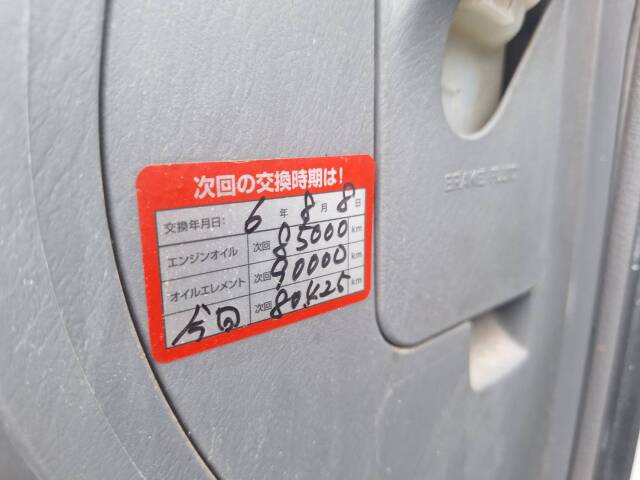 BRAKE FLUID
次回の交換時期は!
交換年月日: 6年 8月 8日
エンジンオイル 次回 85000 km
オイルエレメント 次回 90000 km
今回 次回 80,425 km